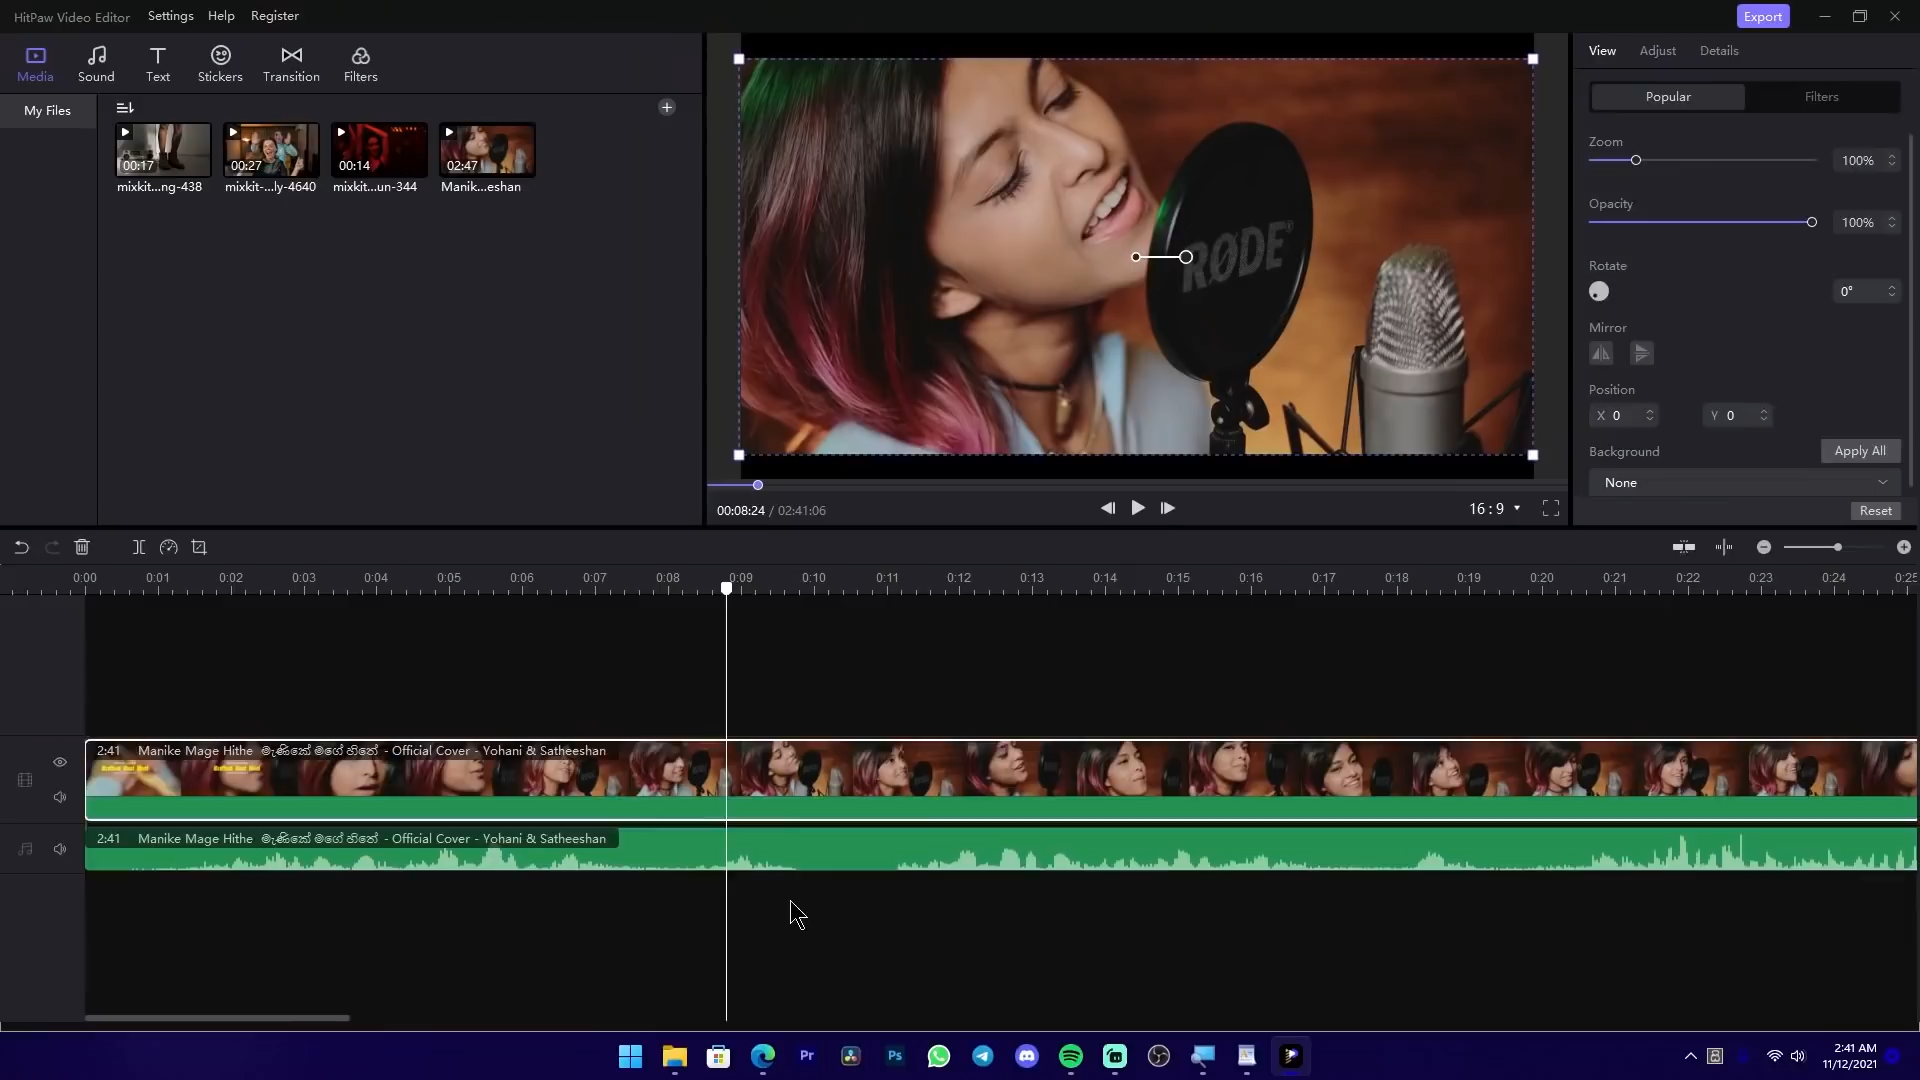 HitPaw Video Editor
Settings
Help
Register
Export
Media
Sound
Text
Stickers
Transition
Filters
My Files
00:17
00:27
00:14
02:47
mixkit...ng-438
mixkit-...ly-4640
mixkit...un-344
Manik...eshan
RØDE
00:08:24 / 02:41:06
16:9
View
Adjust
Details
Popular
Filters
Zoom
100%
Opacity
100%
Rotate
0°
Mirror
Position
X 0
Y 0
Background
Apply All
None
Reset
0:00 0:01 0:02 0:03 0:04 0:05 0:06 0:07 0:08 0:09 0:10 0:11 0:12 0:13 0:14 0:15 0:16 0:17 0:18 0:19 0:20 0:21 0:22 0:23 0:24 0:25
2:41 Manike Mage Hithe මැණිකේ මගේ හිතේ - Official Cover - Yohani & Satheeshan
2:41 Manike Mage Hithe මැණිකේ මගේ හිතේ - Official Cover - Yohani & Satheeshan
Pr
Ps
2:41 AM
11/12/2021